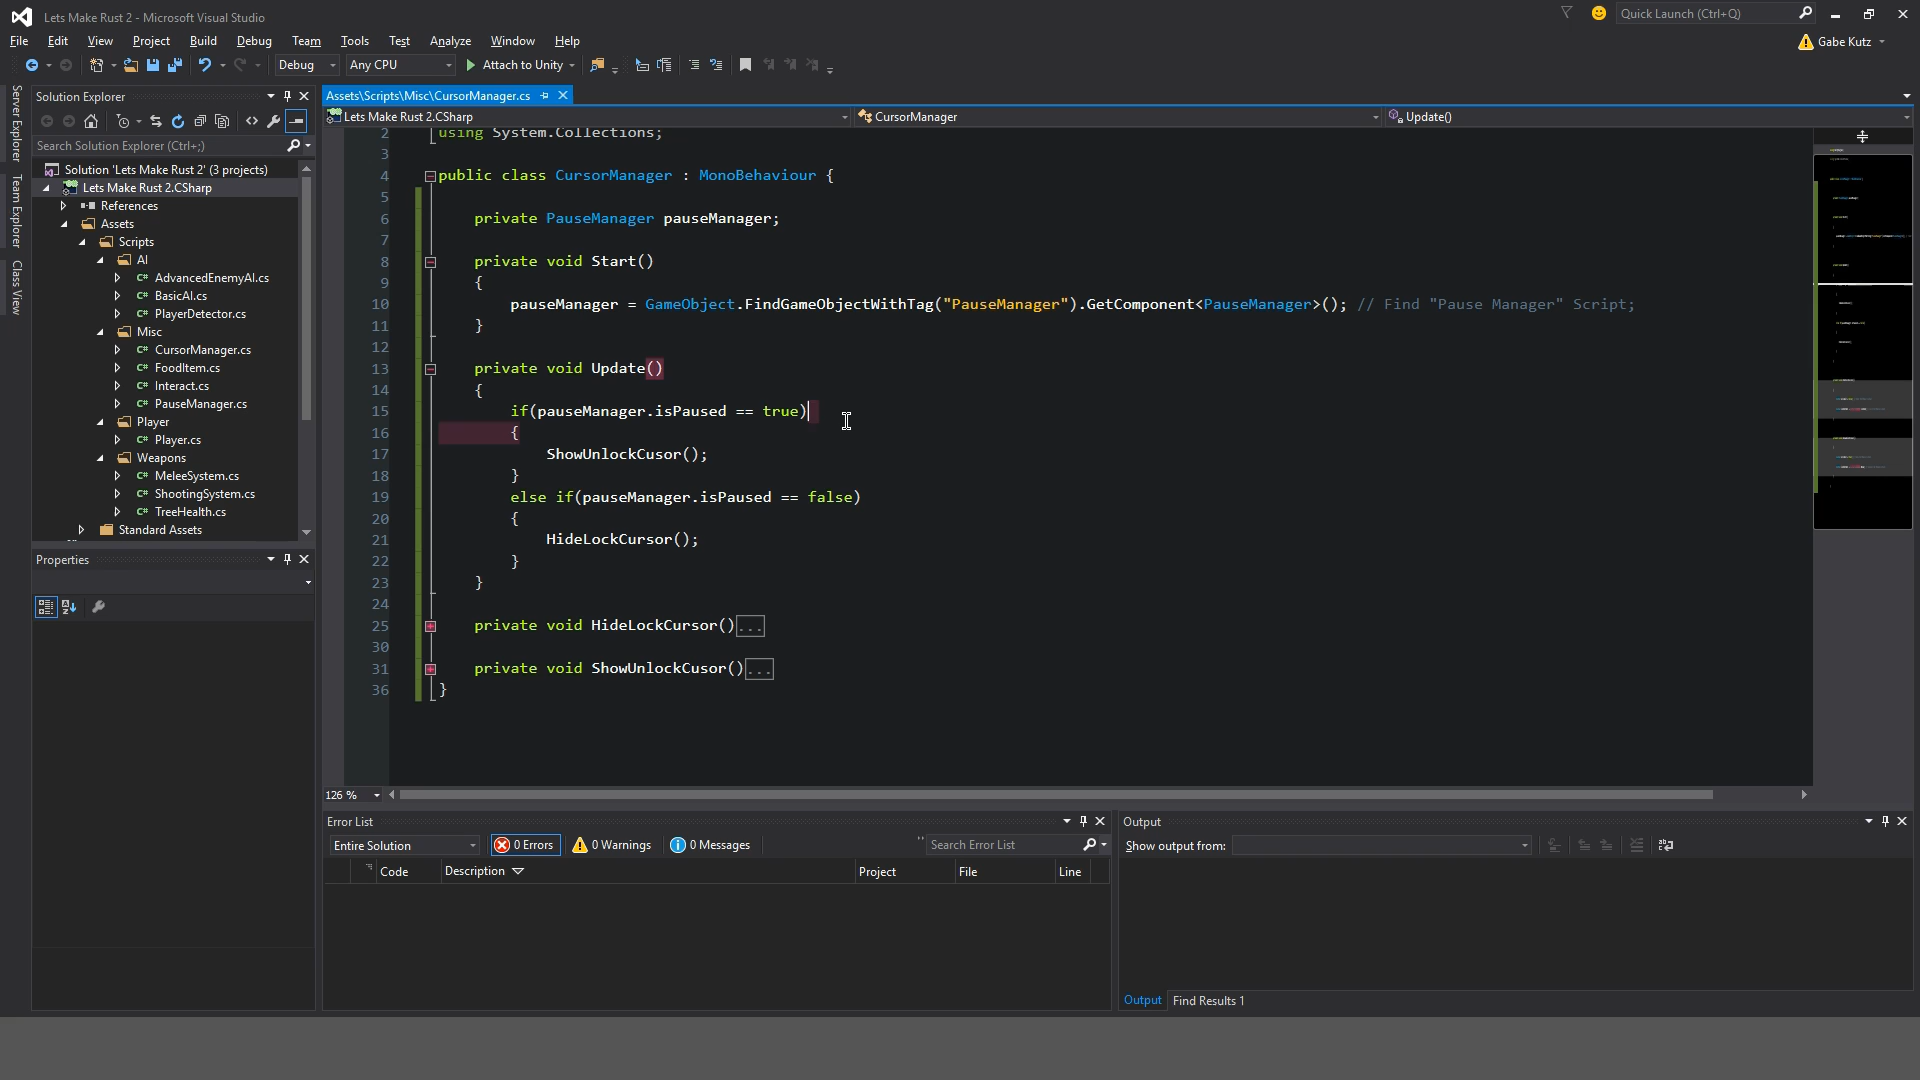 Lets Make Rust 2 - Microsoft Visual Studio
Quick Launch (Ctrl+Q)
File Edit View Project Build Debug Team Tools Test Analyze Window Help
Gabe Kutz
Debug Any CPU Attach to Unity
Server Explorer
Team Explorer
Class View
Solution Explorer
Search Solution Explorer (Ctrl+;)
Solution 'Lets Make Rust 2' (3 projects)
Lets Make Rust 2.CSharp
References
Assets
Scripts
AI
C# AdvancedEnemyAI.cs
C# BasicAI.cs
C# PlayerDetector.cs
Misc
C# CursorManager.cs
C# FoodItem.cs
C# Interact.cs
C# PauseManager.cs
Player
C# Player.cs
Weapons
C# MeleeSystem.cs
C# ShootingSystem.cs
C# TreeHealth.cs
Standard Assets
Properties
Assets\Scripts\Misc\CursorManager.cs
Lets Make Rust 2.CSharp CursorManager Update()
2 using System.Collections;
3
4 public class CursorManager : MonoBehaviour {
5
6 private PauseManager pauseManager;
7
8 private void Start()
9 {
10 pauseManager = GameObject.FindGameObjectWithTag("PauseManager").GetComponent<PauseManager>(); // Find "Pause Manager" Script;
11 }
12
13 private void Update()
14 {
15 if(pauseManager.isPaused == true)
16 {
17 ShowUnlockCusor();
18 }
19 else if(pauseManager.isPaused == false)
20 {
21 HideLockCursor();
22 }
23 }
24
25 private void HideLockCursor()...
30
31 private void ShowUnlockCusor()...
36 }
126 %
Error List
Entire Solution 0 Errors 0 Warnings 0 Messages Search Error List
Code Description Project File Line
Output
Show output from:
Output Find Results 1